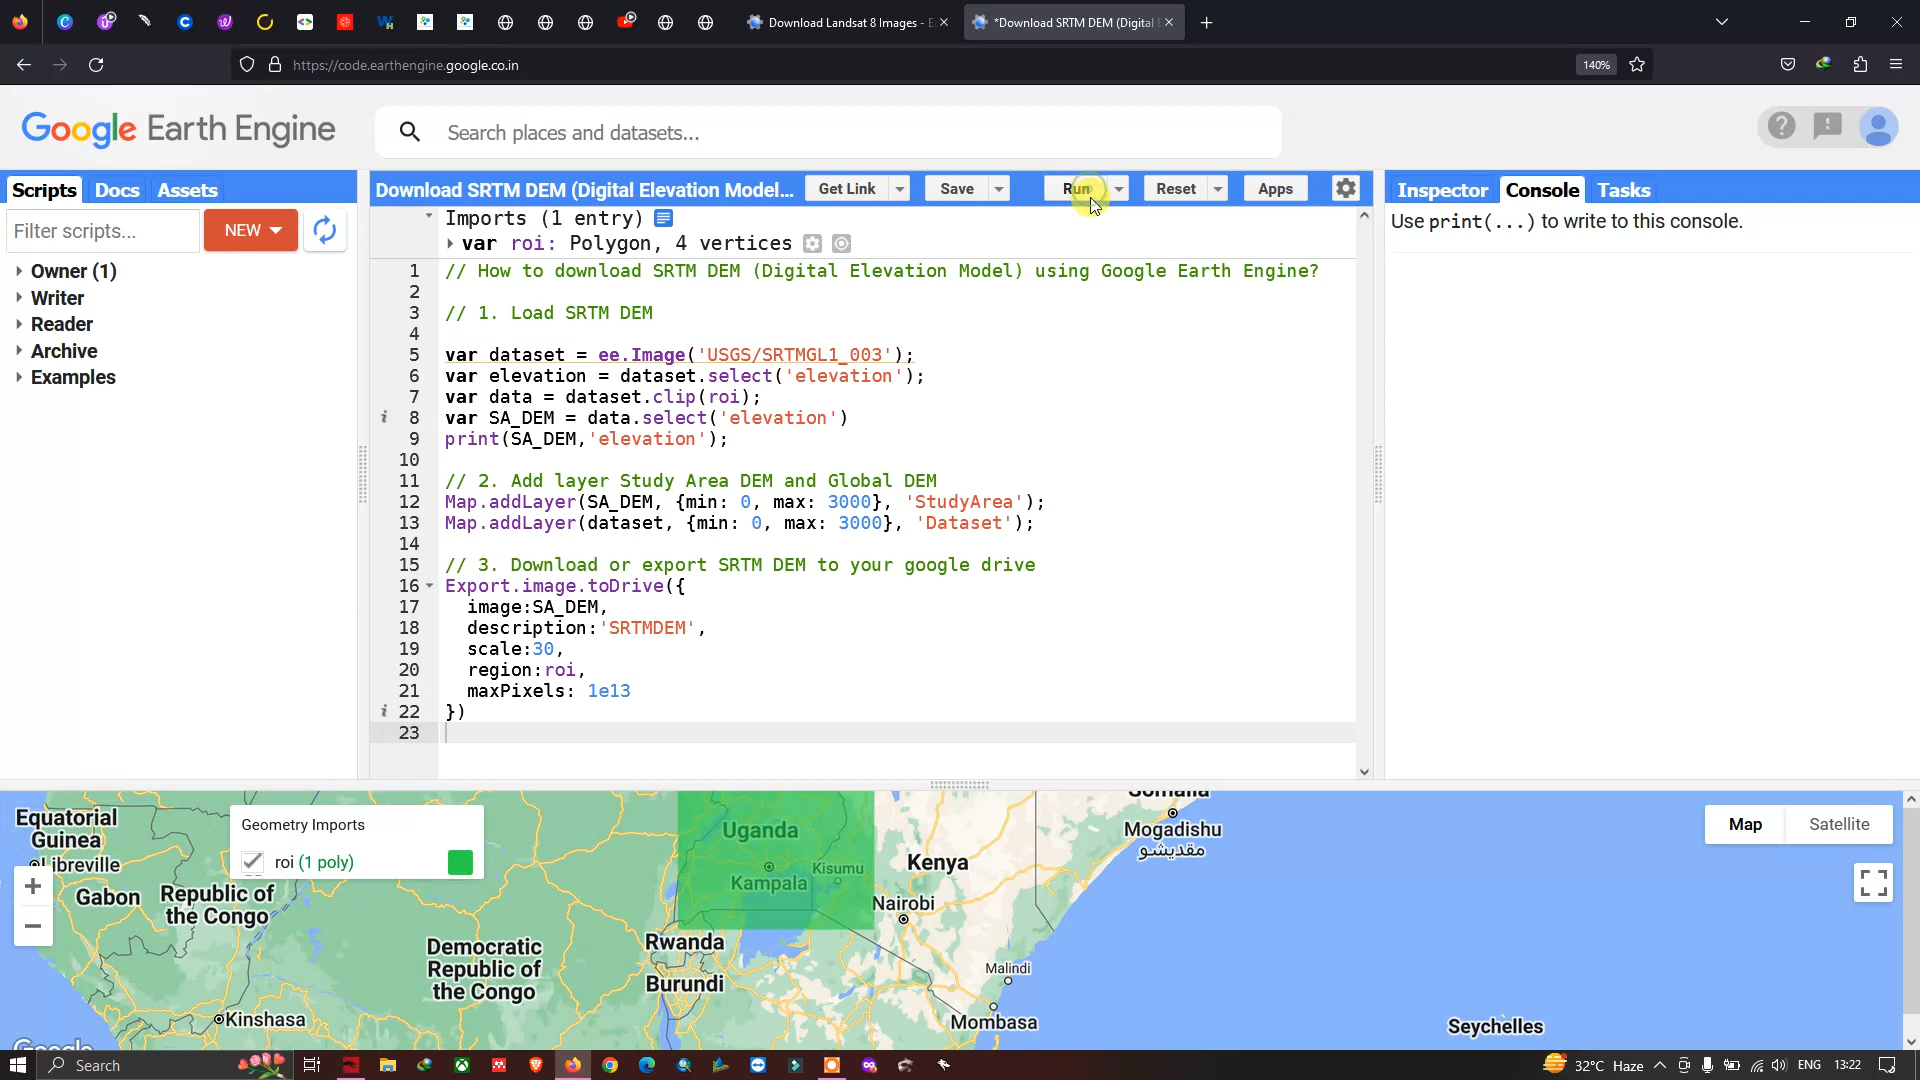 Download Landsat 8 Images - E
*Download SRTM DEM (Digital E
https://code.earthengine.google.co.in
140%
Google Earth Engine
Search places and datasets...
Scripts Docs Assets
Filter scripts...
NEW
Owner (1)
Writer
Reader
Archive
Examples
Download SRTM DEM (Digital Elevation Model...
Get Link
Save
Run
Reset
Apps
Imports (1 entry)
var roi: Polygon, 4 vertices
1 // How to download SRTM DEM (Digital Elevation Model) using Google Earth Engine?
2
3 // 1. Load SRTM DEM
4
5 var dataset = ee.Image('USGS/SRTMGL1_003');
6 var elevation = dataset.select('elevation');
7 var data = dataset.clip(roi);
i 8 var SA_DEM = data.select('elevation')
9 print(SA_DEM,'elevation');
10
11 // 2. Add layer Study Area DEM and Global DEM
12 Map.addLayer(SA_DEM, {min: 0, max: 3000}, 'StudyArea');
13 Map.addLayer(dataset, {min: 0, max: 3000}, 'Dataset');
14
15 // 3. Download or export SRTM DEM to your google drive
16 Export.image.toDrive({
17 image:SA_DEM,
18 description:'SRTMDEM',
19 scale:30,
20 region:roi,
21 maxPixels: 1e13
i 22 })
23
Inspector Console Tasks
Use print(...) to write to this console.
Geometry Imports
roi (1 poly)
Map
Satellite
Equatorial
Guinea
Libreville
Gabon
Republic of
the Congo
Democratic
Republic of
the Congo
Kinshasa
Uganda
Kampala
Kisumu
Kenya
Nairobi
Rwanda
Burundi
Malindi
Mombasa
Somalia
Mogadishu
مقديشو
Seychelles
Google
Search
32°C Haze
ENG
13:22